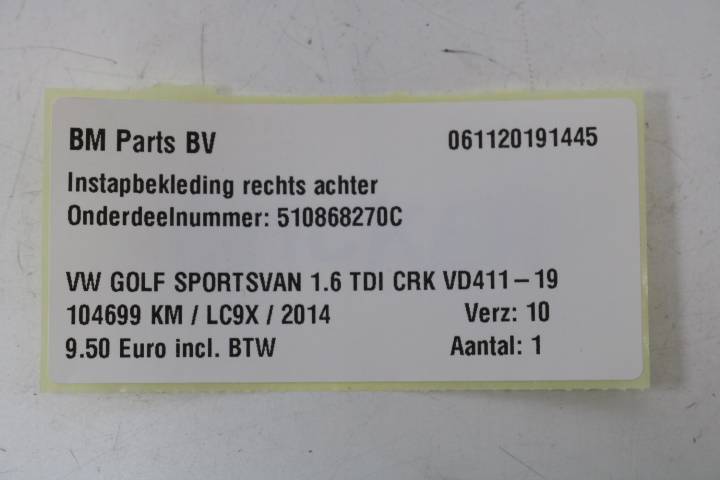 BM Parts BV 061120191445
Instapbekleding rechts achter
Onderdeelnummer: 510868270C
VW GOLF SPORTSVAN 1.6 TDI CRK VD411-19
104699 KM / LC9X / 2014 Verz: 10
9.50 Euro incl. BTW Aantal: 1